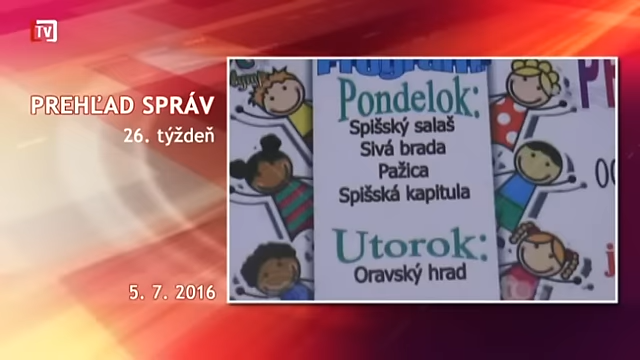 TV
PREHĽAD SPRÁV
26. týždeň
5. 7. 2016
Program
Pondelok:
Spišský salaš
Sivá brada
Pažica
Spišská kapitula
Utorok:
Oravský hrad